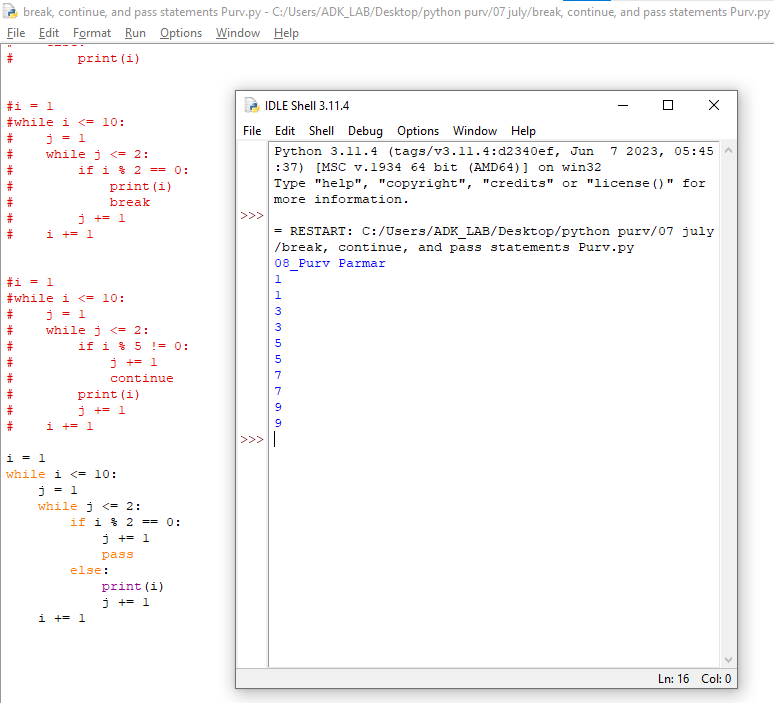 break, continue, and pass statements Purv.py - C:/Users/ADK_LAB/Desktop/python purv/07 july/break, continue, and pass statements Purv.py
File Edit Format Run Options Window Help
#        print(i)
#i = 1
#while i <= 10:
#    j = 1
#    while j <= 2:
#        if i % 2 == 0:
#            print(i)
#            break
#        j += 1
#    i += 1
#i = 1
#while i <= 10:
#    j = 1
#    while j <= 2:
#        if i % 5 != 0:
#            j += 1
#            continue
#        print(i)
#        j += 1
#    i += 1
i = 1
while i <= 10:
    j = 1
    while j <= 2:
        if i % 2 == 0:
            j += 1
            pass
        else:
            print(i)
            j += 1
    i += 1
IDLE Shell 3.11.4
File Edit Shell Debug Options Window Help
Python 3.11.4 (tags/v3.11.4:d2340ef, Jun  7 2023, 05:45
:37) [MSC v.1934 64 bit (AMD64)] on win32
Type "help", "copyright", "credits" or "license()" for
more information.
>>>
= RESTART: C:/Users/ADK_LAB/Desktop/python purv/07 july
/break, continue, and pass statements Purv.py
08_Purv Parmar
1
1
3
3
5
5
7
7
9
9
>>>
Ln: 16 Col: 0